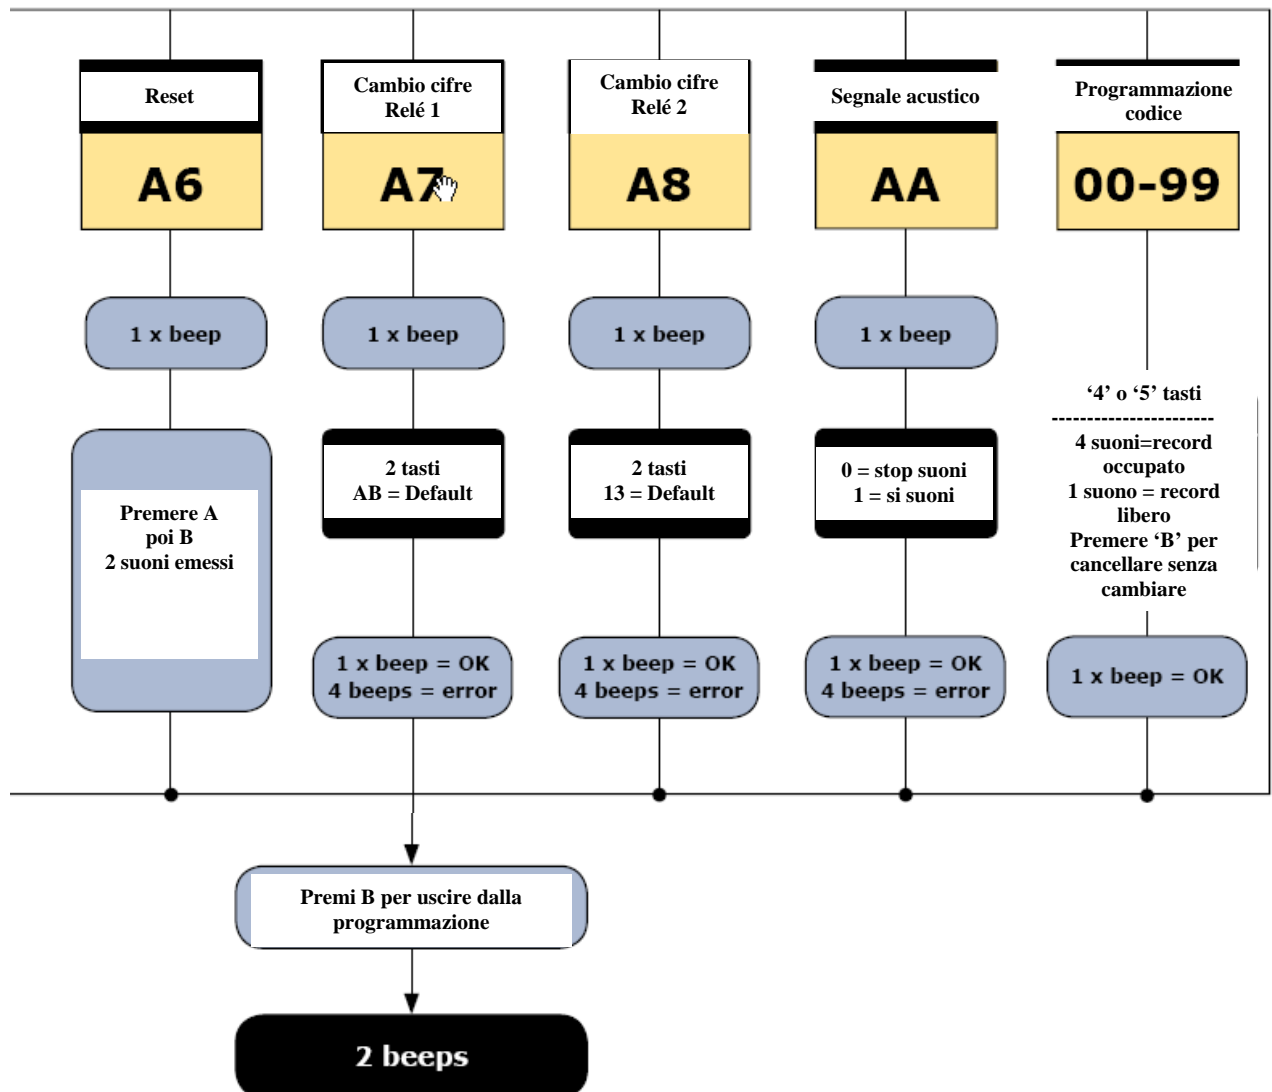 Reset
A6
1 x beep
Premere A
poi B
2 suoni emessi
Cambio cifre
Relé 1
A7
1 x beep
2 tasti
AB = Default
1 x beep = OK
4 beeps = error
Cambio cifre
Relé 2
A8
1 x beep
2 tasti
13 = Default
1 x beep = OK
4 beeps = error
Segnale acustico
AA
1 x beep
0 = stop suoni
1 = si suoni
1 x beep = OK
4 beeps = error
Programmazione
codice
00-99
‘4’ o ‘5’ tasti
-----------------------
4 suoni=record
occupato
1 suono = record
libero
Premere ‘B’ per
cancellare senza
cambiare
1 x beep = OK
Premi B per uscire dalla
programmazione
2 beeps